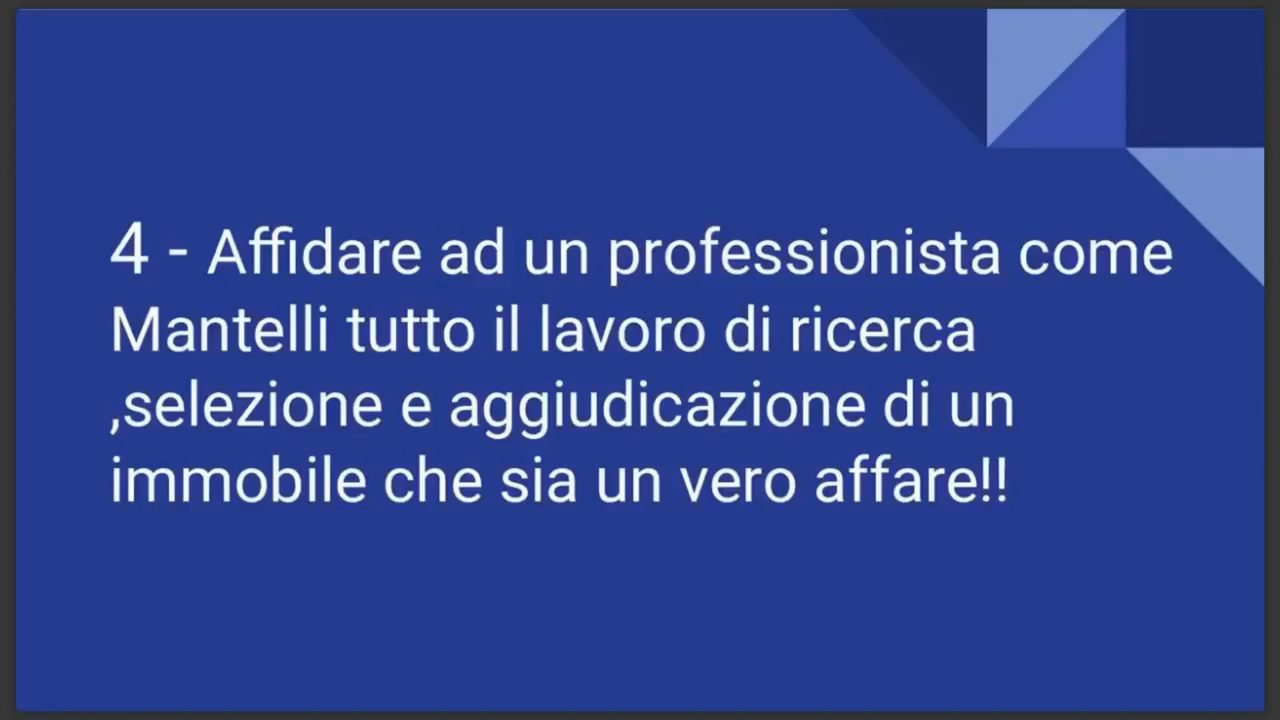 4 - Affidare ad un professionista come
Mantelli tutto il lavoro di ricerca
,selezione e aggiudicazione di un
immobile che sia un vero affare!!